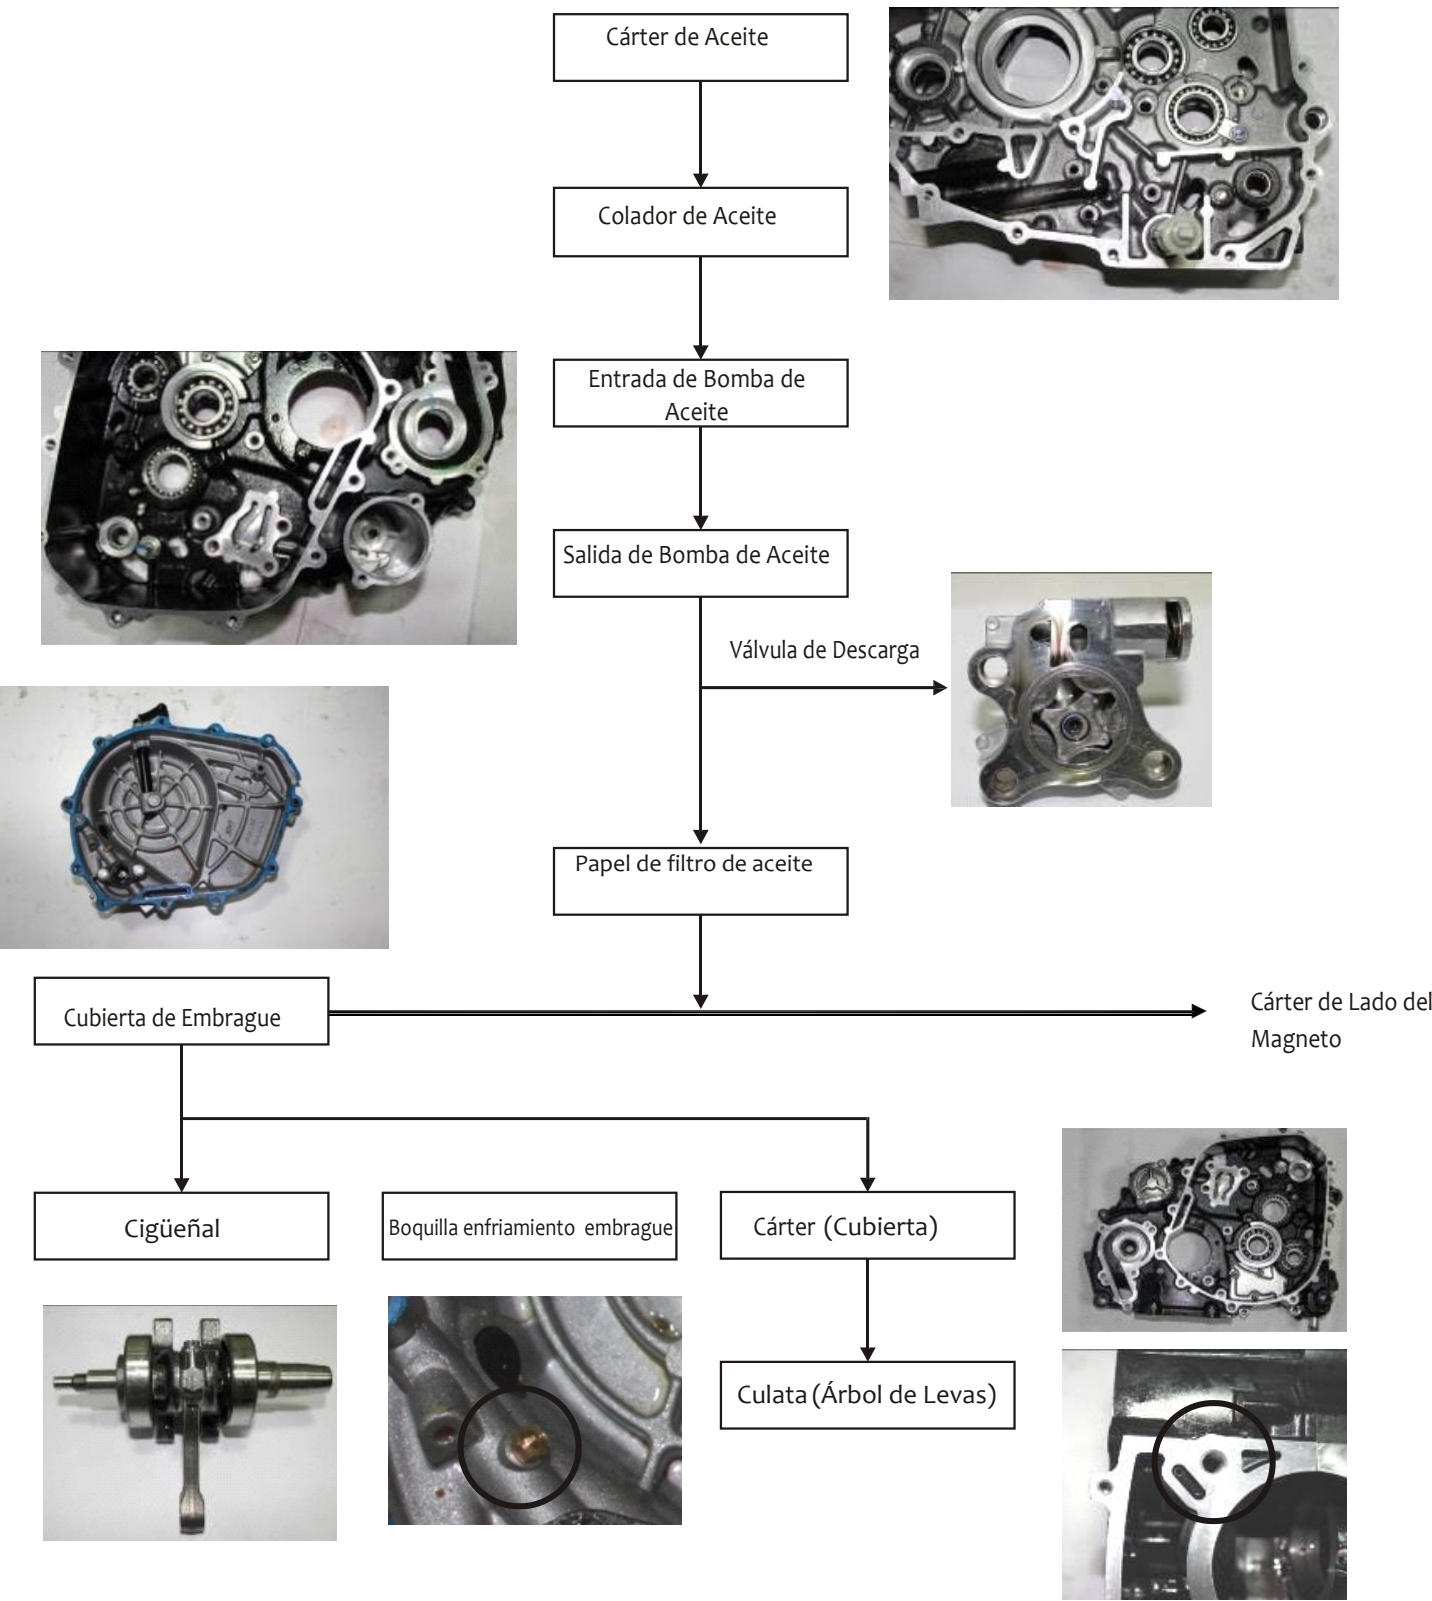 Cárter de Aceite
Colador de Aceite
Entrada de Bomba de
Aceite
Salida de Bomba de Aceite
Válvula de Descarga
Papel de filtro de aceite
Cubierta de Embrague
Cárter de Lado del
Magneto
Cigüeñal
Boquilla enfriamiento embrague
Cárter (Cubierta)
Culata (Árbol de Levas)